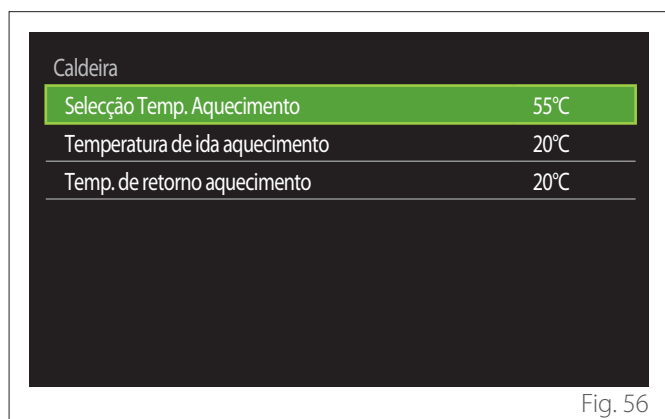 Caldeira
Selecção Temp. Aquecimento 55°C
Temperatura de ida aquecimento 20°C
Temp. de retorno aquecimento 20°C
Fig. 56